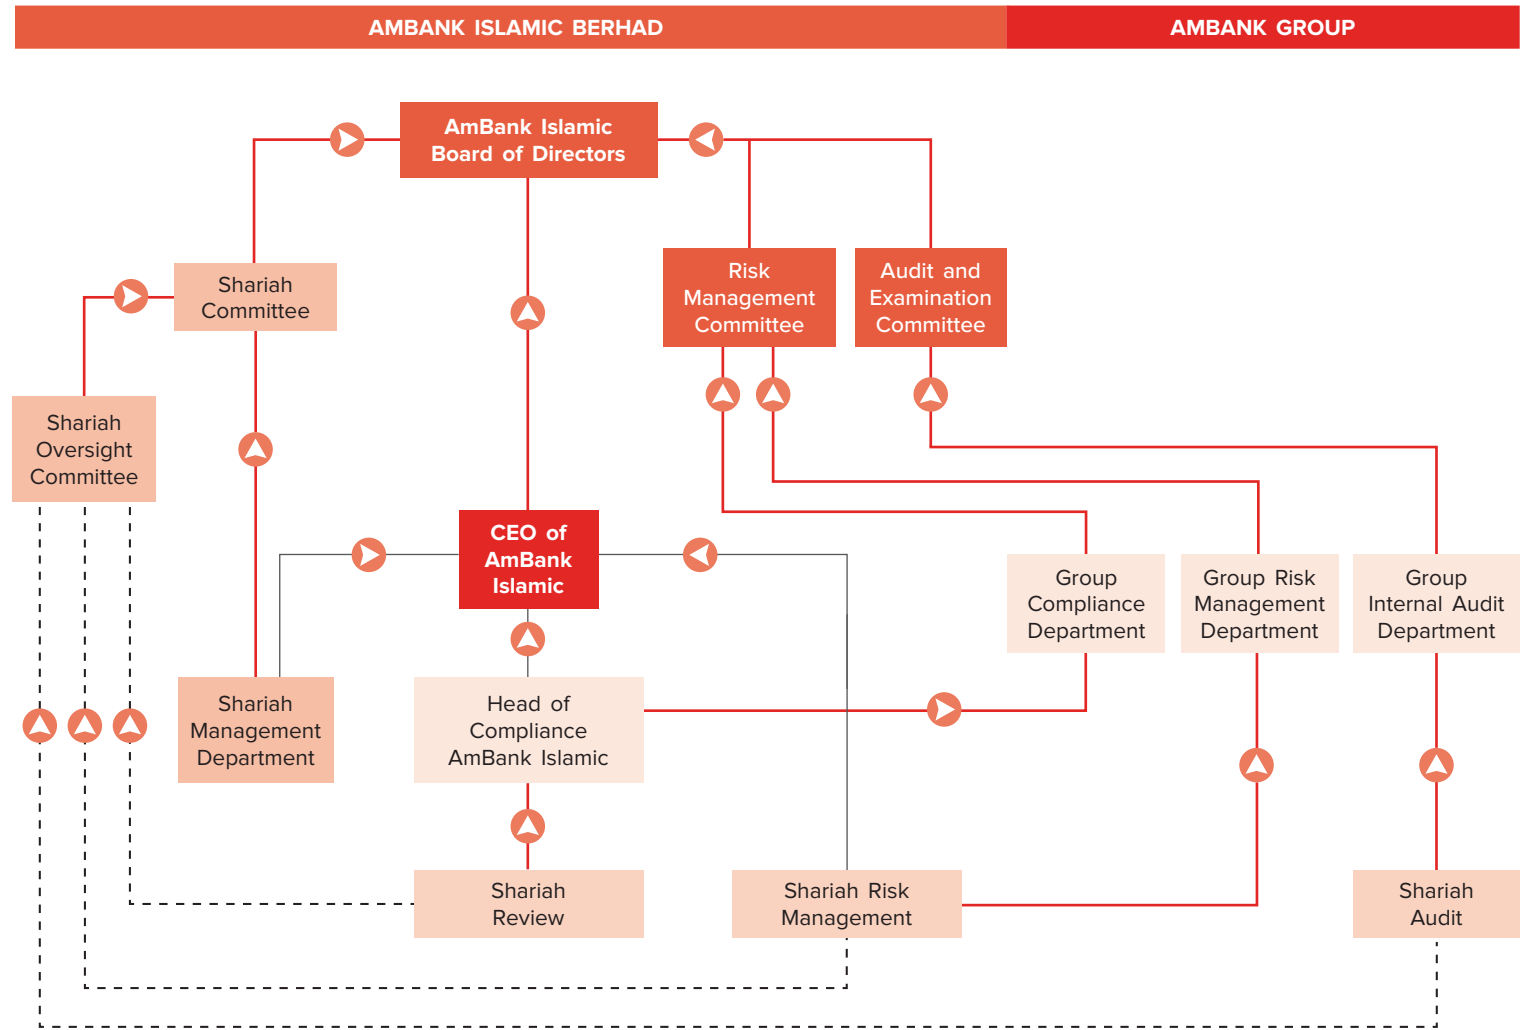 AMBANK ISLAMIC BERHAD
AMBANK GROUP
AmBank Islamic
Board of Directors
Shariah
Committee
Risk
Management
Committee
Audit and
Examination
Committee
Shariah
Oversight
Committee
CEO of
AmBank
Islamic
Group
Compliance
Department
Group Risk
Management
Department
Group
Internal Audit
Department
Shariah
Management
Department
Head of
Compliance
AmBank Islamic
Shariah
Review
Shariah Risk
Management
Shariah
Audit